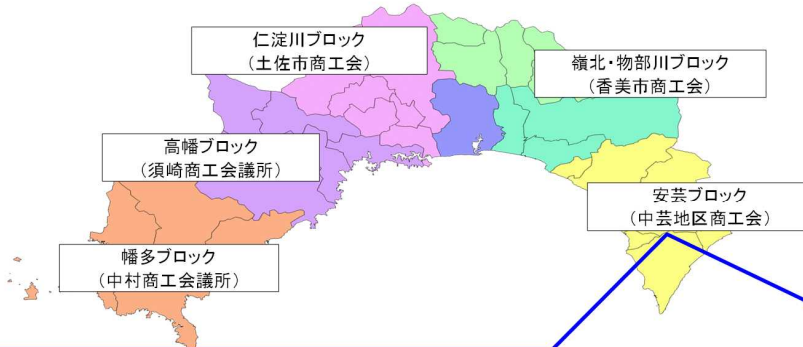 仁淀川ブロック
(土佐市商工会)
嶺北・物部川ブロック
(香美市商工会)
高幡ブロック
(須崎商工会議所)
安芸ブロック
(中芸地区商工会)
幡多ブロック
(中村商工会議所)